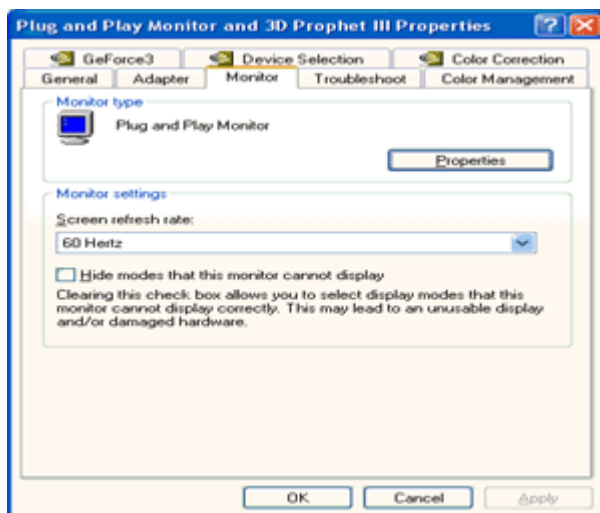 Plug and Play Monitor and 3D Prophet III Properties
GeForce3 Device Selection Color Correction
General Adapter Monitor Troubleshoot Color Management
Monitor type
Plug and Play Monitor
Properties
Monitor settings
Screen refresh rate:
60 Hertz
Hide modes that this monitor cannot display
Clearing this check box allows you to select display modes that this
monitor cannot display correctly. This may lead to an unusable display
and/or damaged hardware.
OK Cancel Apply